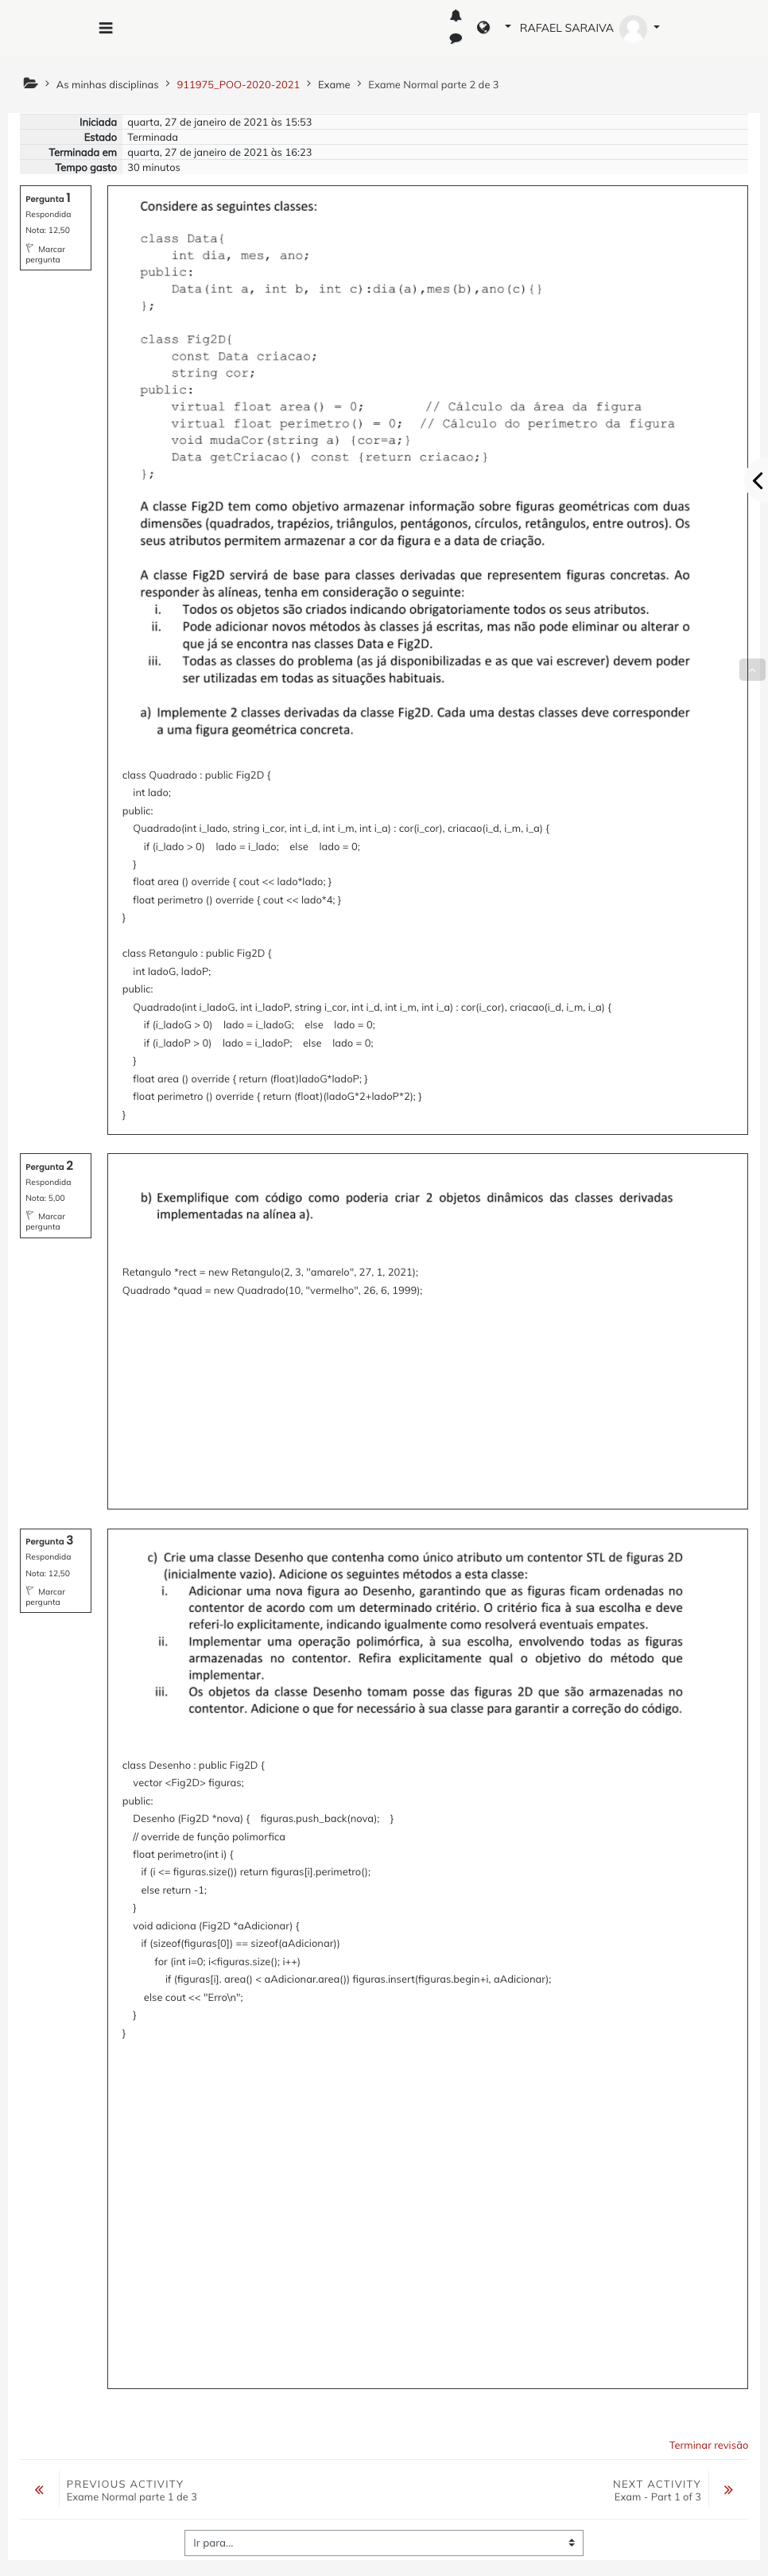 RAFAEL SARAIVA
As minhas disciplinas > 911975_POO-2020-2021 > Exame > Exame Normal parte 2 de 3
Iniciada quarta, 27 de janeiro de 2021 às 15:53
Estado Terminada
Terminada em quarta, 27 de janeiro de 2021 às 16:23
Tempo gasto 30 minutos
Pergunta 1
Respondida
Nota: 12,50
Marcar
pergunta
Considere as seguintes classes:
class Data{
int dia, mes, ano;
public:
Data(int a, int b, int c):dia(a),mes(b),ano(c){}
};
class Fig2D{
const Data criacao;
string cor;
public:
virtual float area() = 0; // Cálculo da área da figura
virtual float perimetro() = 0; // Cálculo do perímetro da figura
void mudaCor(string a) {cor=a;}
Data getCriacao() const {return criacao;}
};
A classe Fig2D tem como objetivo armazenar informação sobre figuras geométricas com duas
dimensões (quadrados, trapézios, triângulos, pentágonos, círculos, retângulos, entre outros). Os
seus atributos permitem armazenar a cor da figura e a data de criação.
A classe Fig2D servirá de base para classes derivadas que representem figuras concretas. Ao
responder às alíneas, tenha em consideração o seguinte:
i. Todos os objetos são criados indicando obrigatoriamente todos os seus atributos.
ii. Pode adicionar novos métodos às classes já escritas, mas não pode eliminar ou alterar o
que já se encontra nas classes Data e Fig2D.
iii. Todas as classes do problema (as já disponibilizadas e as que vai escrever) devem poder
ser utilizadas em todas as situações habituais.
a) Implemente 2 classes derivadas da classe Fig2D. Cada uma destas classes deve corresponder
a uma figura geométrica concreta.
class Quadrado : public Fig2D {
int lado;
public:
Quadrado(int i_lado, string i_cor, int i_d, int i_m, int i_a) : cor(i_cor), criacao(i_d, i_m, i_a) {
if (i_lado > 0) lado = i_lado; else lado = 0;
}
float area () override { cout << lado*lado; }
float perimetro () override { cout << lado*4; }
}
class Retangulo : public Fig2D {
int ladoG, ladoP;
public:
Quadrado(int i_ladoG, int i_ladoP, string i_cor, int i_d, int i_m, int i_a) : cor(i_cor), criacao(i_d, i_m, i_a) {
if (i_ladoG > 0) lado = i_ladoG; else lado = 0;
if (i_ladoP > 0) lado = i_ladoP; else lado = 0;
}
float area () override { return (float)ladoG*ladoP; }
float perimetro () override { return (float)(ladoG*2+ladoP*2); }
}
Pergunta 2
Respondida
Nota: 5,00
Marcar
pergunta
b) Exemplifique com código como poderia criar 2 objetos dinâmicos das classes derivadas
implementadas na alínea a).
Retangulo *rect = new Retangulo(2, 3, "amarelo", 27, 1, 2021);
Quadrado *quad = new Quadrado(10, "vermelho", 26, 6, 1999);
Pergunta 3
Respondida
Nota: 12,50
Marcar
pergunta
c) Crie uma classe Desenho que contenha como único atributo um contentor STL de figuras 2D
(inicialmente vazio). Adicione os seguintes métodos a esta classe:
i. Adicionar uma nova figura ao Desenho, garantindo que as figuras ficam ordenadas no
contentor de acordo com um determinado critério. O critério fica à sua escolha e deve
referi-lo explicitamente, indicando igualmente como resolverá eventuais empates.
ii. Implementar uma operação polimórfica, à sua escolha, envolvendo todas as figuras
armazenadas no contentor. Refira explicitamente qual o objetivo do método que
implementar.
iii. Os objetos da classe Desenho tomam posse das figuras 2D que são armazenadas no
contentor. Adicione o que for necessário à sua classe para garantir a correção do código.
class Desenho : public Fig2D {
vector <Fig2D> figuras;
public:
Desenho (Fig2D *nova) { figuras.push_back(nova); }
// override de função polimorfica
float perimetro(int i) {
if (i <= figuras.size()) return figuras[i].perimetro();
else return -1;
}
void adiciona (Fig2D *aAdicionar) {
if (sizeof(figuras[0]) == sizeof(aAdicionar))
for (int i=0; i<figuras.size(); i++)
if (figuras[i]. area() < aAdicionar.area()) figuras.insert(figuras.begin+i, aAdicionar);
else cout << "Erro\n";
}
}
Terminar revisão
PREVIOUS ACTIVITY
Exame Normal parte 1 de 3
NEXT ACTIVITY
Exam - Part 1 of 3
Ir para...